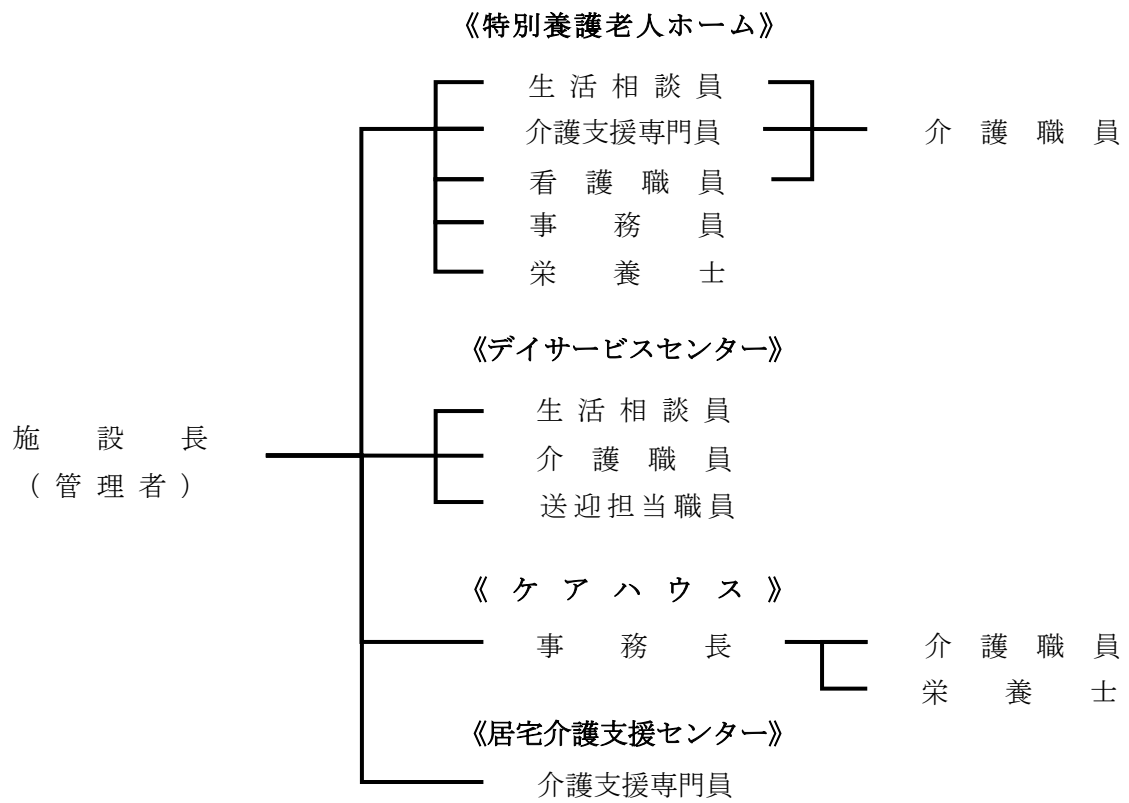 《特別養護老人ホーム》
生活相談員
介護支援専門員 介護職員
看護職員
事務員
栄養士
《デイサービスセンター》
生活相談員
施設長
介護職員
（管理者）
送迎担当職員
《ケアハウス》
事務長 介護職員
栄養士
《居宅介護支援センター》
介護支援専門員